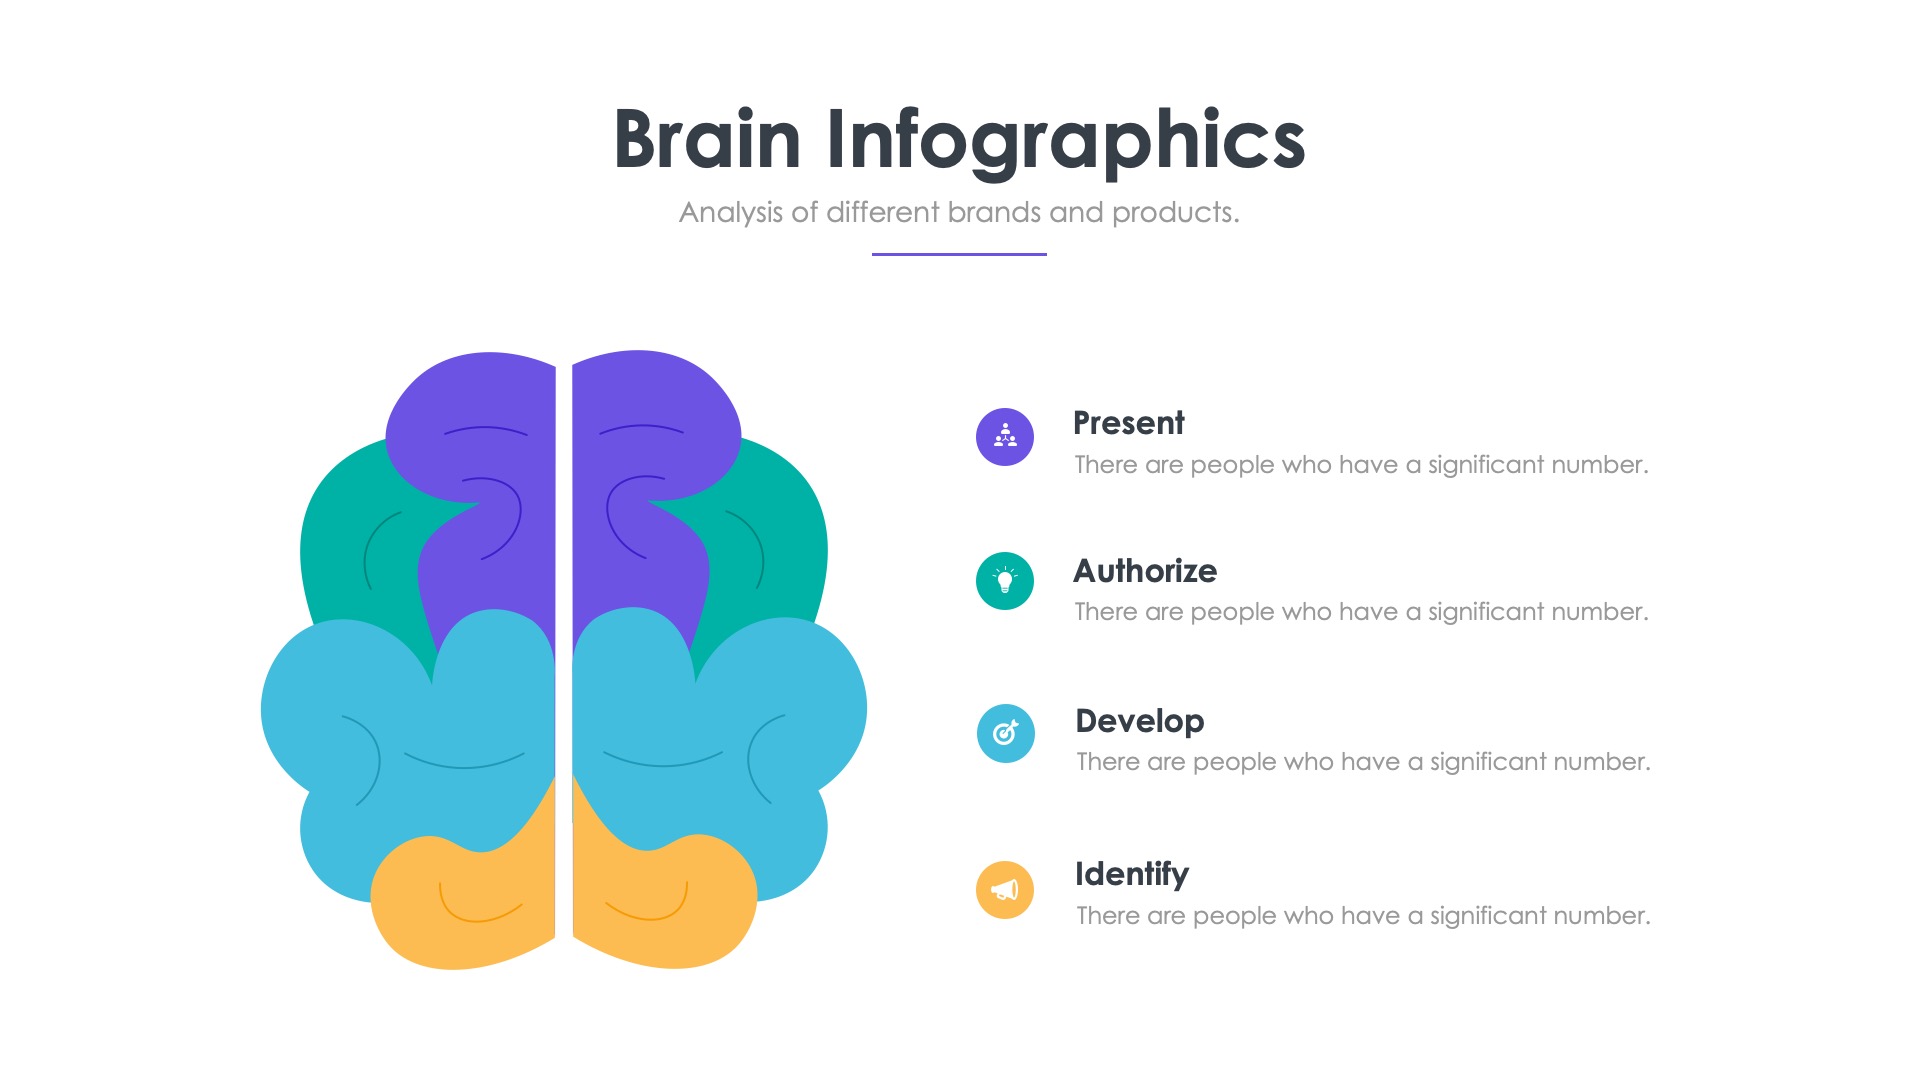 Brain Infographics
Analysis of different brands and products.
Present
There are people who have a significant number.
Authorize
There are people who have a significant number.
Develop
There are people who have a significant number.
Identify
There are people who have a significant number.